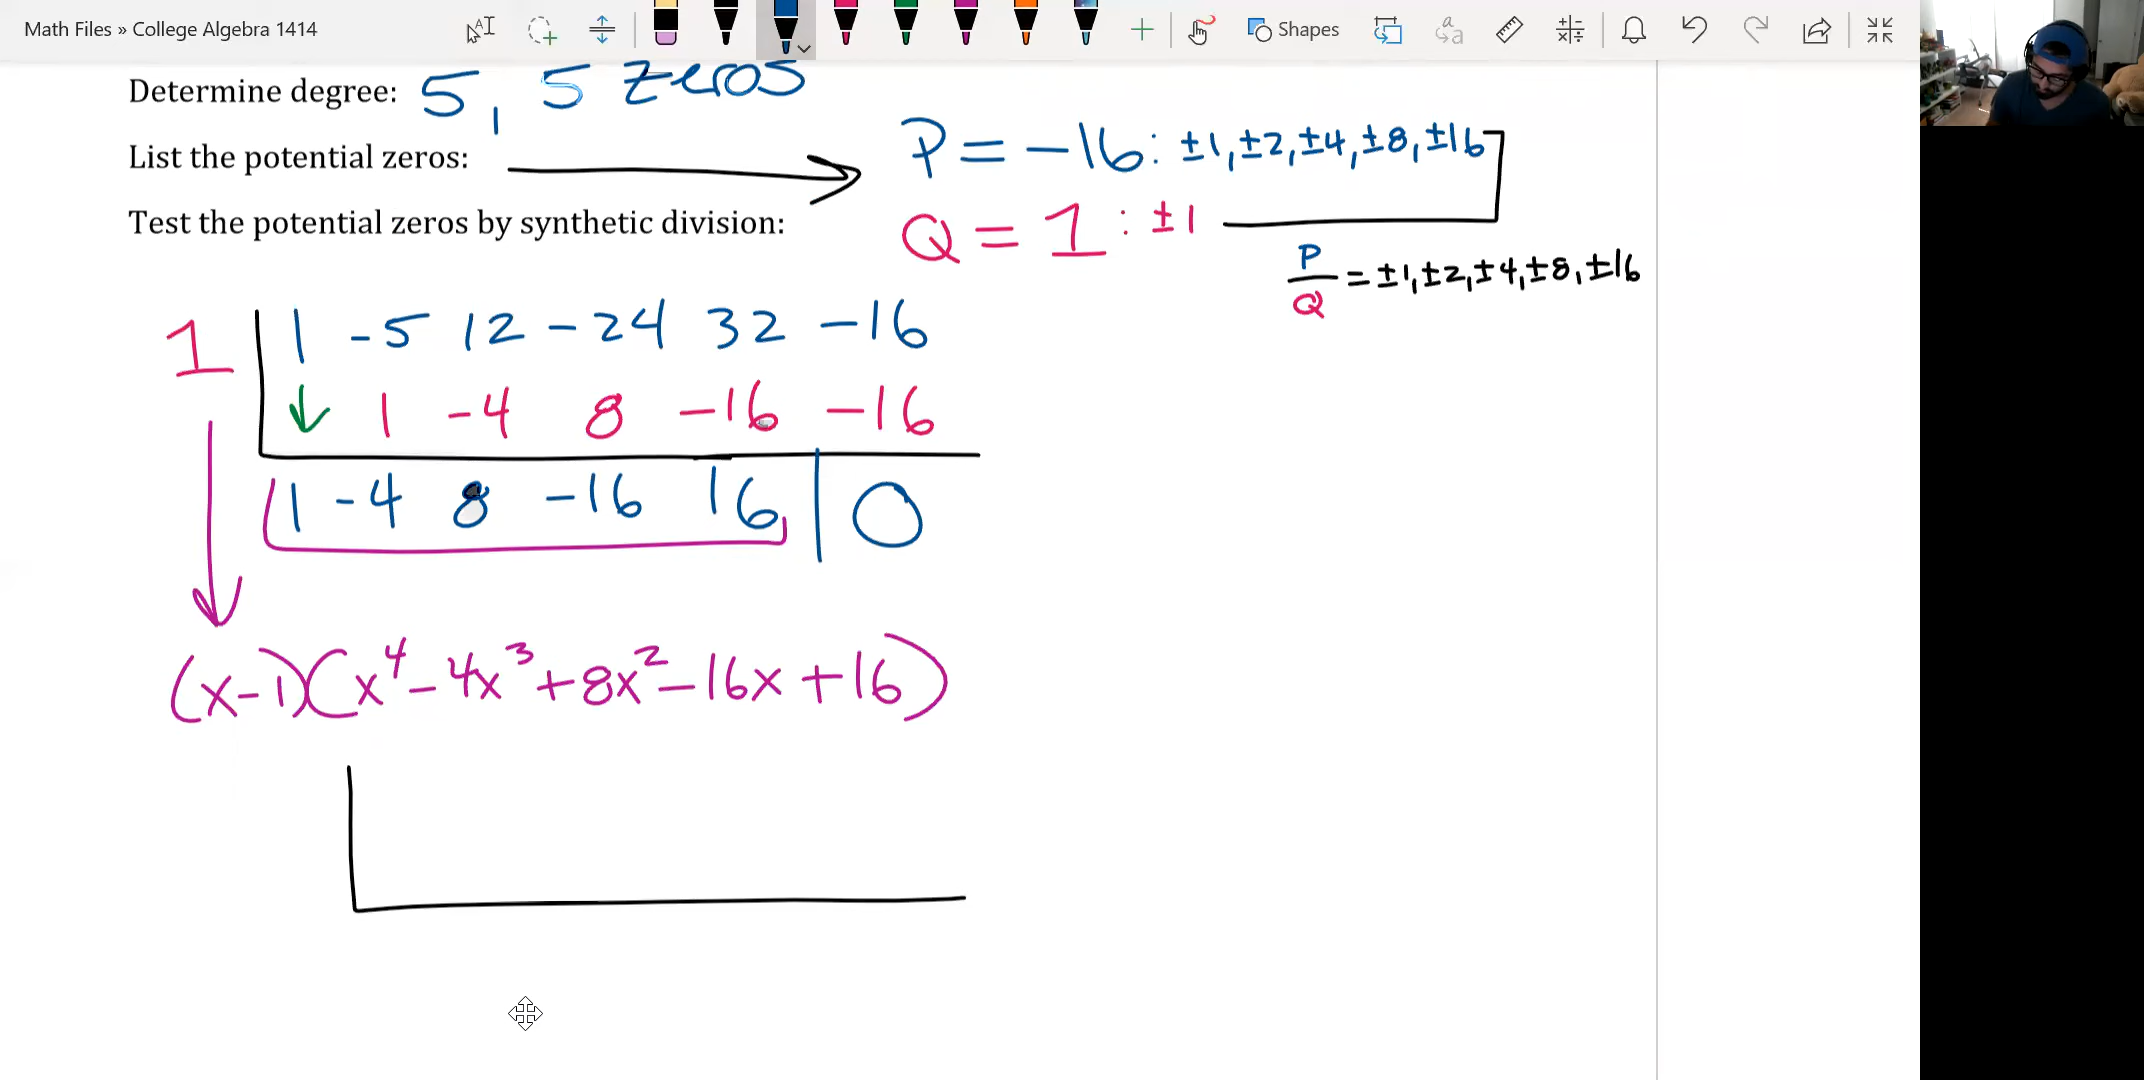 Math Files » College Algebra 1414
Shapes
Determine degree: 5, 5 zeros
List the potential zeros:
P = -16: ±1, ±2, ±4, ±8, ±16
Test the potential zeros by synthetic division:
Q = 1 : ±1
P/Q = ±1, ±2, ±4, ±8, ±16
1 | 1 -5 12 -24 32 -16
↓ 1 -4 8 -16 -16
1 -4 8 -16 16 | 0
(x-1)(x⁴-4x³+8x²-16x+16)